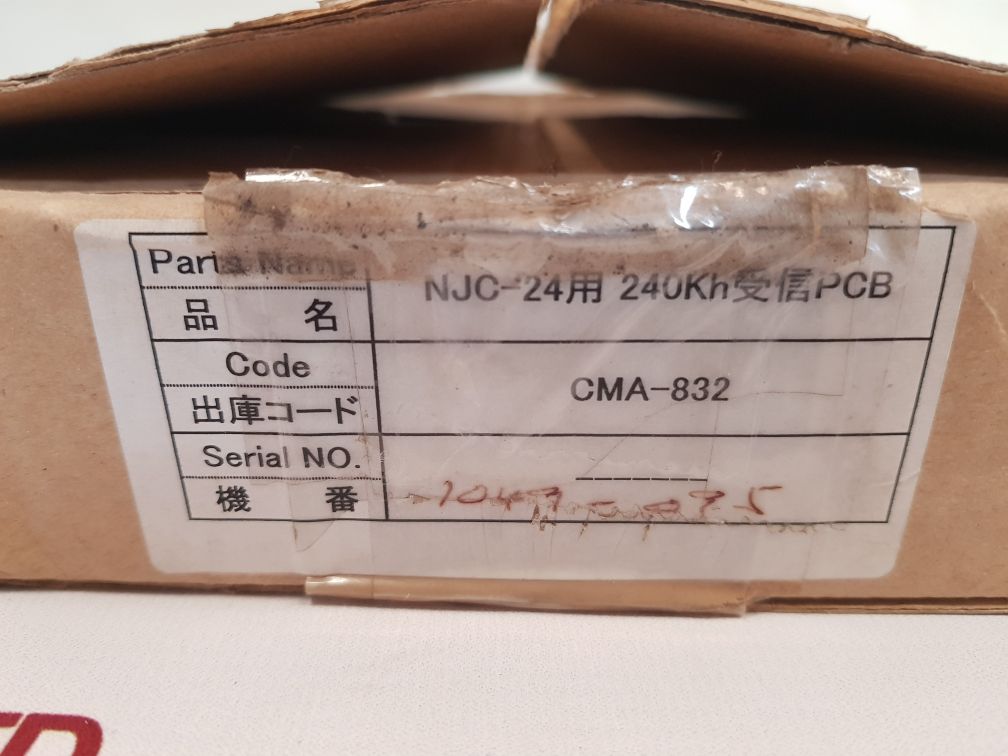 Parts Name
品 名
NJC-24用 240Kh受信PCB
Code
出庫コード
CMA-832
Serial NO.
機 番